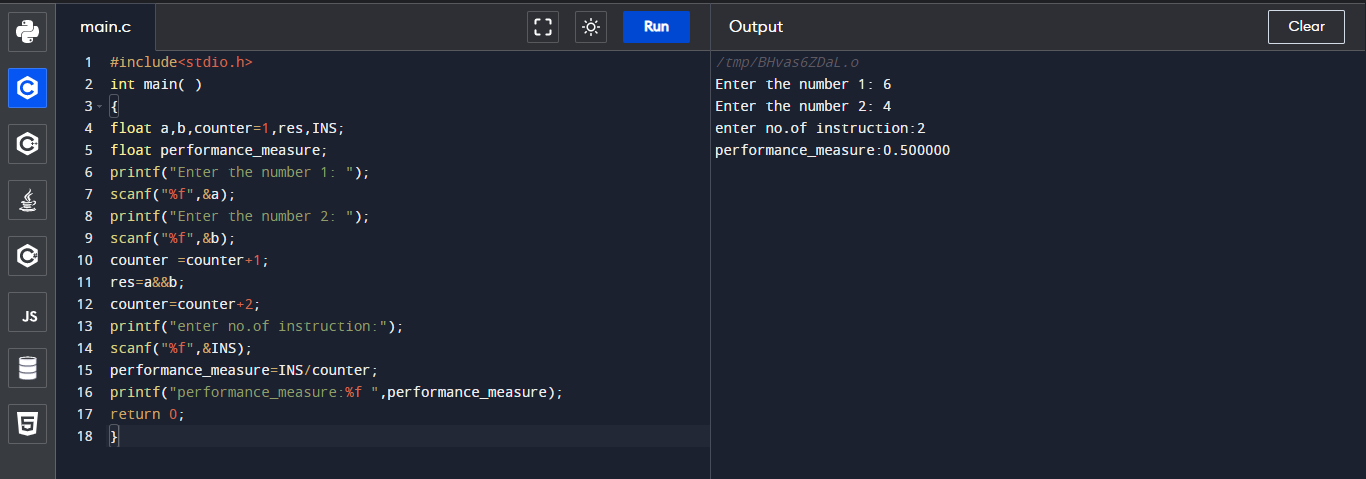 main.c
Run
Output
Clear
1 #include<stdio.h>
2 int main( )
3 {
4 float a,b,counter=1,res,INS;
5 float performance_measure;
6 printf("Enter the number 1: ");
7 scanf("%f",&a);
8 printf("Enter the number 2: ");
9 scanf("%f",&b);
10 counter =counter+1;
11 res=a&&b;
12 counter=counter+2;
13 printf("enter no.of instruction:");
14 scanf("%f",&INS);
15 performance_measure=INS/counter;
16 printf("performance_measure:%f ",performance_measure);
17 return 0;
18 }
/tmp/BHvas6ZDaL.o
Enter the number 1: 6
Enter the number 2: 4
enter no.of instruction:2
performance_measure:0.500000
JS